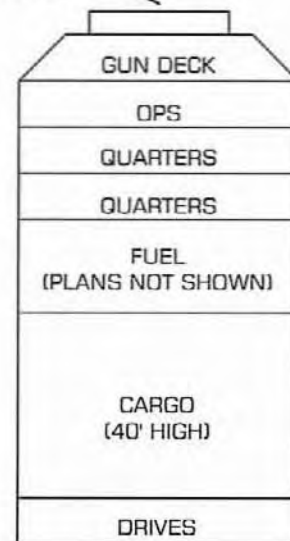 GUN DECK
OPS
QUARTERS
QUARTERS
FUEL
(PLANS NOT SHOWN)
CARGO
(40' HIGH)
DRIVES